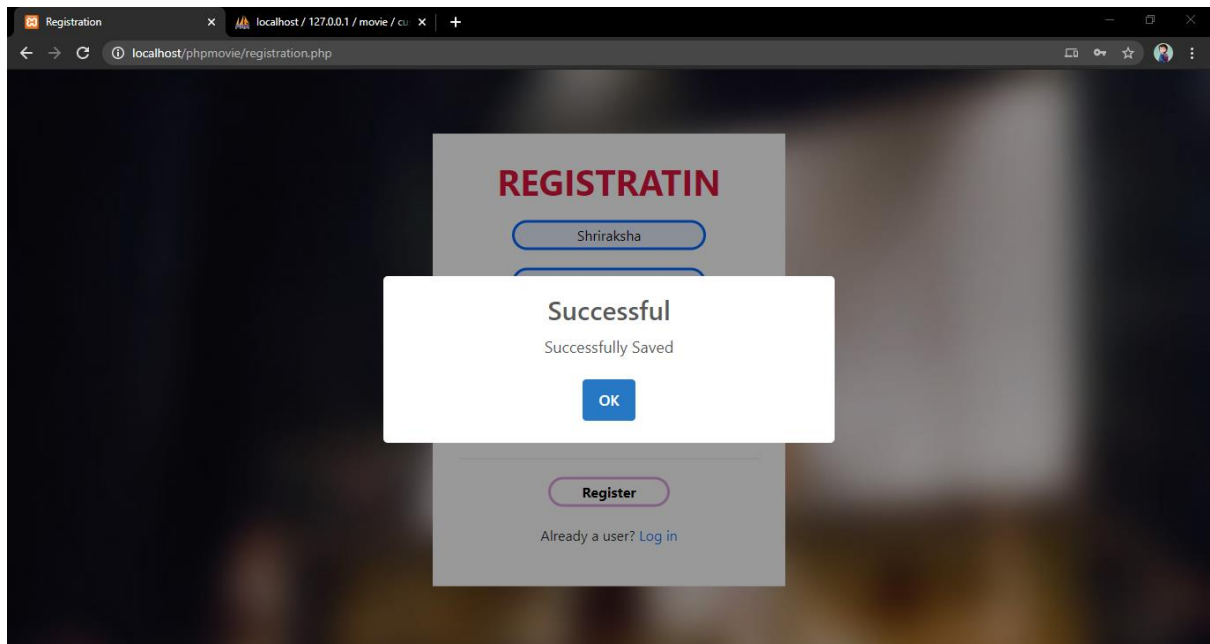 Registration
localhost / 127.0.0.1 / movie / cu
localhost/phpmovie/registration.php
REGISTRATIN
Shriraksha
Successful
Successfully Saved
OK
Register
Already a user? Log in